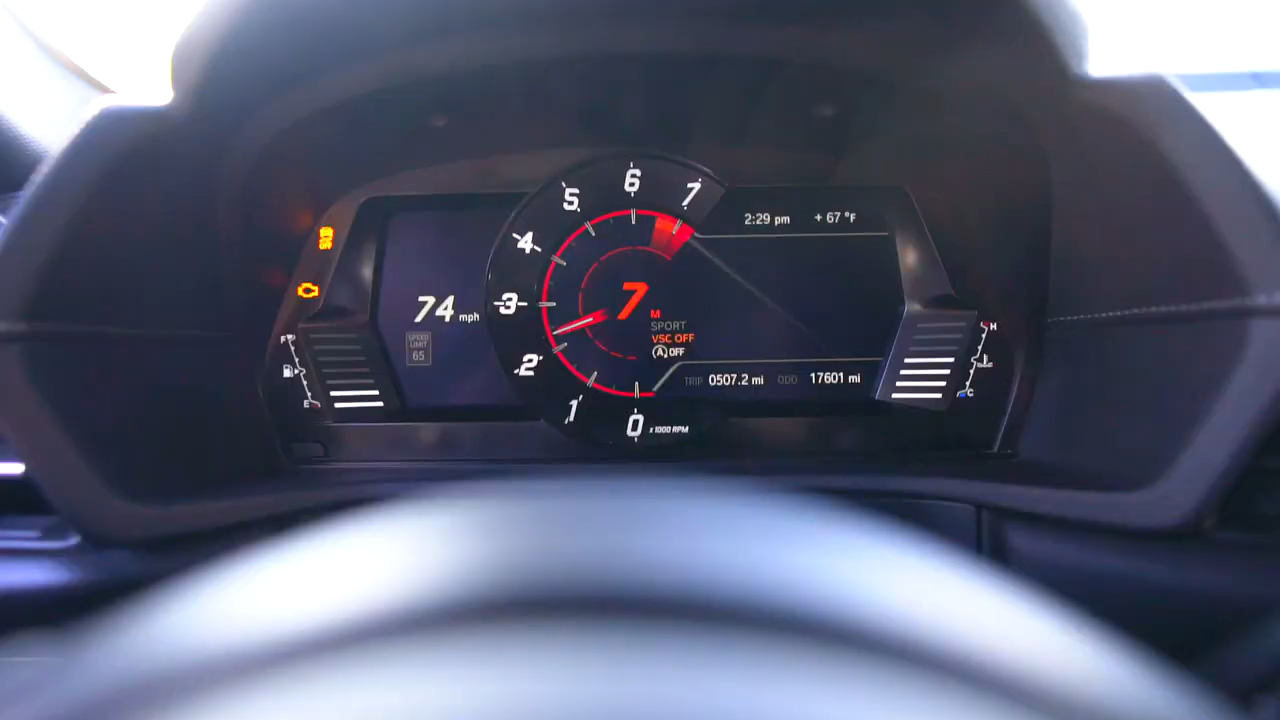 6
5
7
2:29 pm
+ 67 °F
4
7
74 mph
3
M
SPORT
VSC OFF
A OFF
SPEED
LIMIT
65
F
H
2
TRIP 0507.2 mi
ODO 17601 mi
E
C
1
0
x 1000 RPM